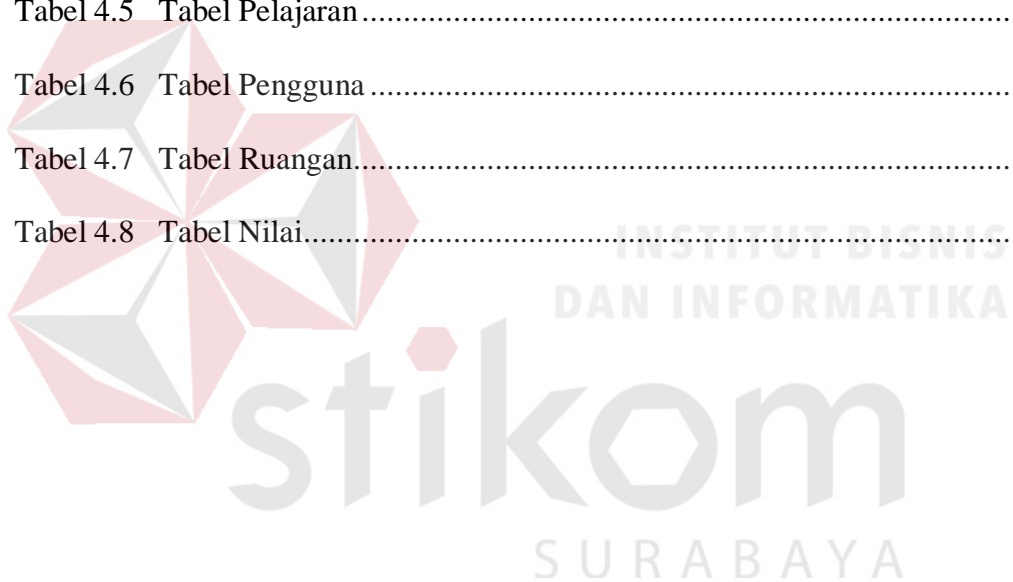 Tabel 4.5 Tabel Pelajaran................................................................................
Tabel 4.6 Tabel Pengguna ..............................................................................
Tabel 4.7 Tabel Ruangan................................................................................
Tabel 4.8 Tabel Nilai......................................................................................
INSTITUT BISNIS
DAN INFORMATIKA
stikom
SURABAYA